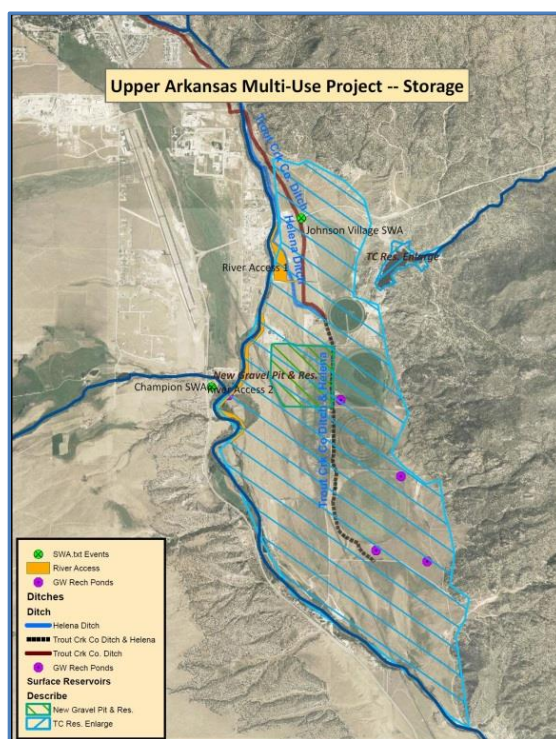 Upper Arkansas Multi-Use Project -- Storage
Trout Crk Co. Ditch
Helena Ditch
Johnson Village SWA
TC Res. Enlarge
River Access 1
New Gravel Pit & Res.
Champion SWA
River Access 2
Trout Crk Co Ditch & Helena
SWA.txt Events
River Access
GW Rech Ponds
Ditches
Ditch
Helena Ditch
Trout Crk Co Ditch & Helena
Trout Crk Co. Ditch
GW Rech Ponds
Surface Reservoirs
Describe
New Gravel Pit & Res.
TC Res. Enlarge